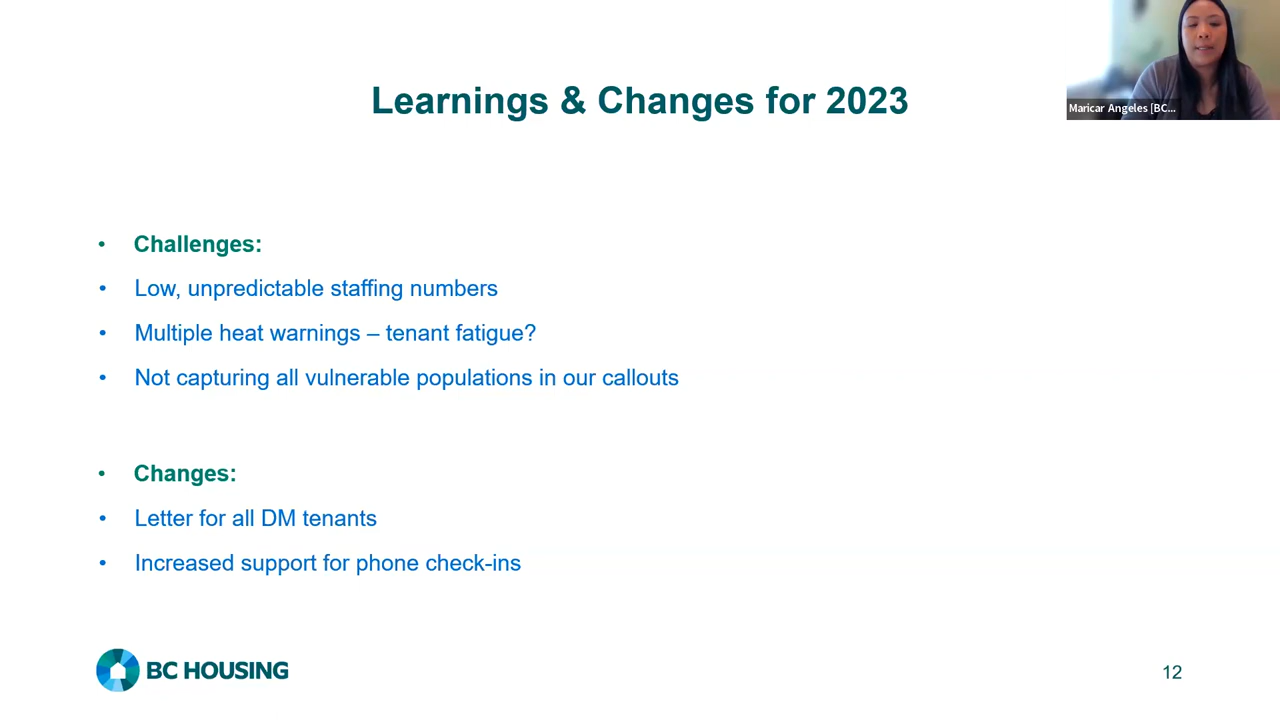 Learnings & Changes for 2023
Maricar Angeles [BC...
• Challenges:
• Low, unpredictable staffing numbers
• Multiple heat warnings – tenant fatigue?
• Not capturing all vulnerable populations in our callouts
• Changes:
• Letter for all DM tenants
• Increased support for phone check-ins
BC HOUSING
12